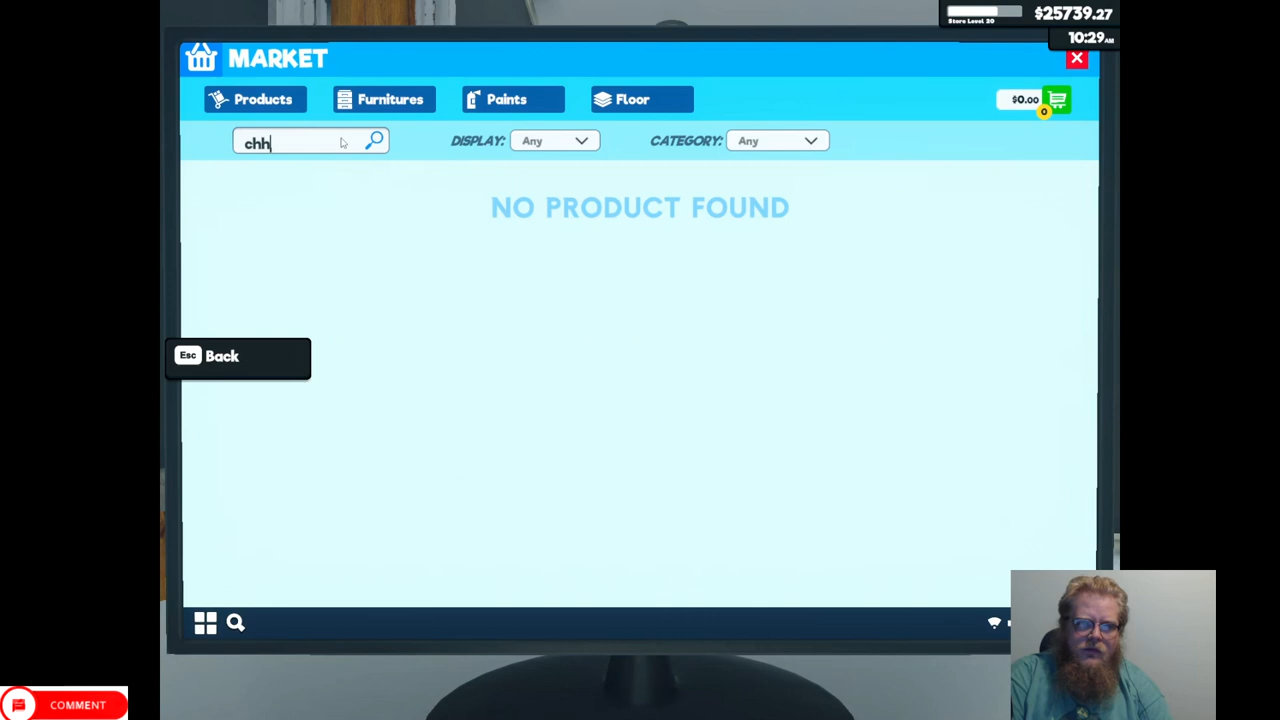 Store Level 20
$25739.27
10:29AM
MARKET
Products
Furnitures
Paints
Floor
$0.00
0
chh
DISPLAY:
Any
CATEGORY:
Any
NO PRODUCT FOUND
Esc
Back
COMMENT